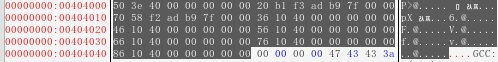 00000000:00404000 50 3e 40 00 00 00 00 00 20 b1 f3 ad b9 7f 00 00
00000000:00404010 70 58 f2 ad b9 7f 00 00 36 10 40 00 00 00 00 00
00000000:00404020 46 10 40 00 00 00 00 00 56 10 40 00 00 00 00 00
00000000:00404030 66 10 40 00 00 00 00 00 76 10 40 00 00 00 00 00
00000000:00404040 86 10 40 00 00 00 00 00 00 00 00 00 47 43 43 3a ........GCC: